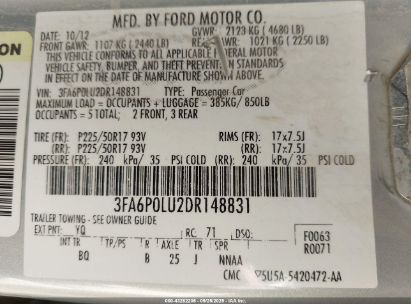 MFD. BY FORD MOTOR CO.
DATE: 10/12 GVWR: 2123 KG ( 4680 LB)
FRONT GAWR: 1107 KG ( 2440 LB) REAR GAWR: 1021 KG ( 2250 LB)
THIS VEHICLE CONFORMS TO ALL APPLICABLE FEDERAL MOTOR
VEHICLE SAFETY, BUMPER, AND THEFT PREVENTION STANDARDS
IN EFFECT ON THE DATE OF MANUFACTURE SHOWN ABOVE.
VIN: 3FA6P0LU2DR148831 TYPE: Passenger Car
MAXIMUM LOAD = OCCUPANTS + LUGGAGE = 385KG / 850LB
OCCUPANTS = 5 TOTAL; 2 FRONT, 3 REAR
TIRE (FR): P225/50R17 93V RIMS (FR): 17x7.5J
(RR): P225/50R17 93V (RR): 17x7.5J
PRESSURE (FR): 240 kPa/ 35 PSI COLD (RR): 240 kPa/ 35 PSI COLD
3FA6P0LU2DR148831
TRAILER TOWING - SEE OWNER GUIDE
EXT PNT: YQ RC: 71 DSO: F0063
INT TR TP/PS R AXLE TR SPR R0071
BQ B 25 J NNAA
CMC 5U5A-5420472-AA